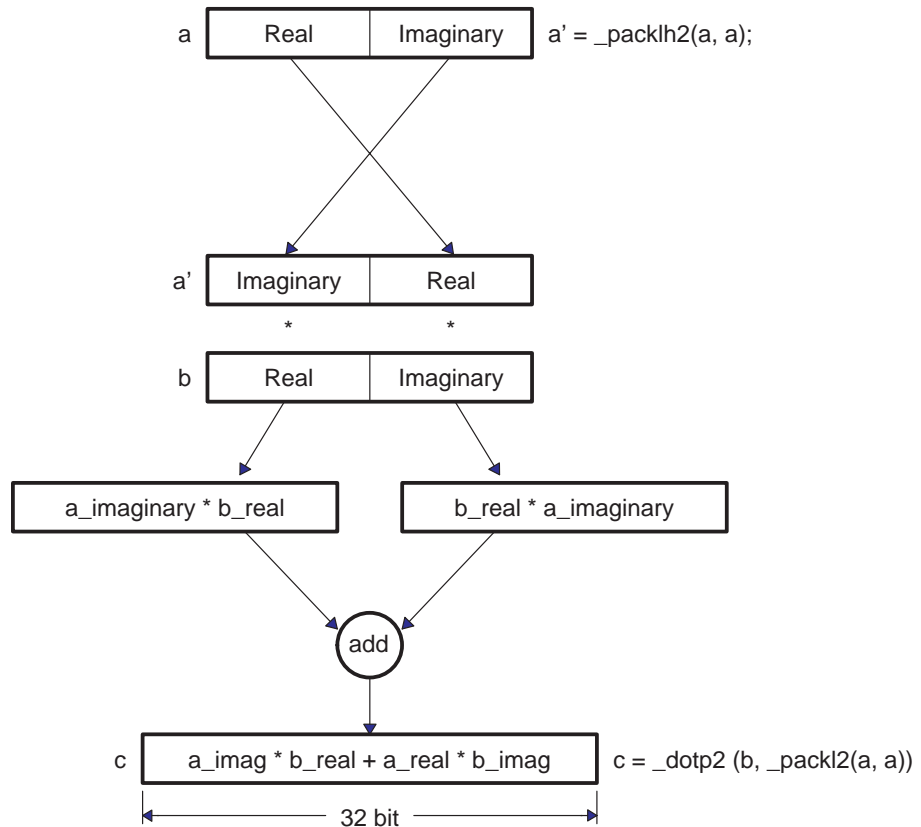 a Real Imaginary a’ = _packlh2(a, a);
a’ Imaginary Real
* *
b Real Imaginary
a_imaginary * b_real b_real * a_imaginary
add
c a_imag * b_real + a_real * b_imag c = _dotp2 (b, _packl2(a, a))
32 bit